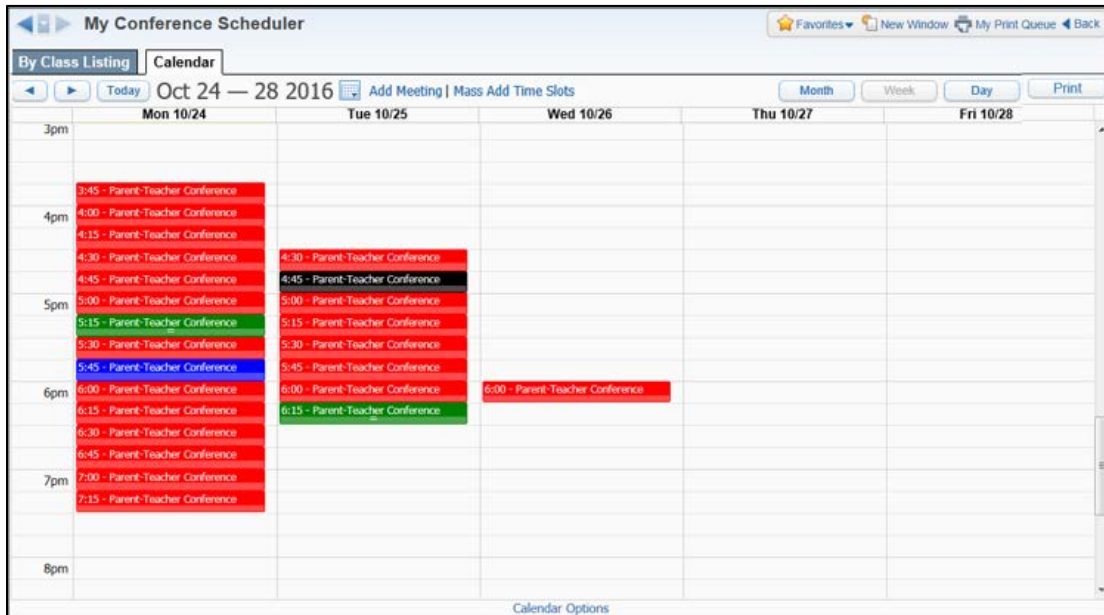 My Conference Scheduler
Favorites New Window My Print Queue Back
By Class Listing Calendar
Today Oct 24 — 28 2016 Add Meeting | Mass Add Time Slots Month Week Day Print
Mon 10/24 Tue 10/25 Wed 10/26 Thu 10/27 Fri 10/28
3pm
3:45 - Parent-Teacher Conference
4pm 4:00 - Parent-Teacher Conference
4:15 - Parent-Teacher Conference
4:30 - Parent-Teacher Conference 4:30 - Parent-Teacher Conference
4:45 - Parent-Teacher Conference 4:45 - Parent-Teacher Conference
5pm 5:00 - Parent-Teacher Conference 5:00 - Parent-Teacher Conference
5:15 - Parent-Teacher Conference 5:15 - Parent-Teacher Conference
5:30 - Parent-Teacher Conference 5:30 - Parent-Teacher Conference
5:45 - Parent-Teacher Conference 5:45 - Parent-Teacher Conference
6pm 6:00 - Parent-Teacher Conference 6:00 - Parent-Teacher Conference 6:00 - Parent-Teacher Conference
6:15 - Parent-Teacher Conference 6:15 - Parent-Teacher Conference
6:30 - Parent-Teacher Conference
6:45 - Parent-Teacher Conference
7pm 7:00 - Parent-Teacher Conference
7:15 - Parent-Teacher Conference
8pm
Calendar Options